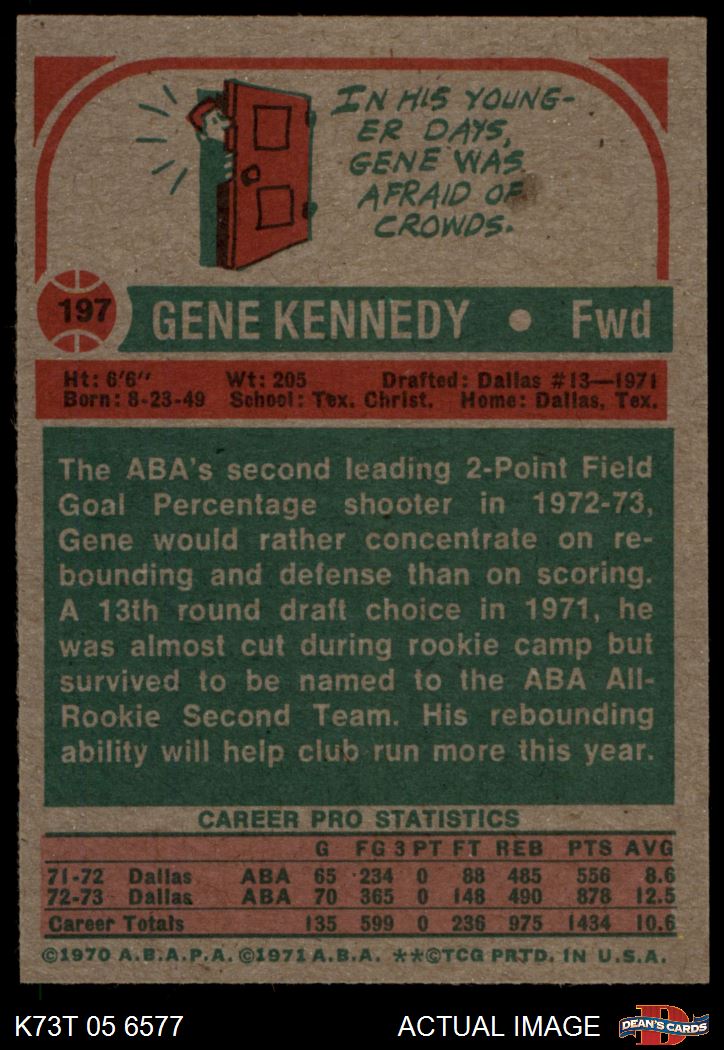 IN HIS YOUNG-
ER DAYS,
GENE WAS
AFRAID OF
CROWDS.
197 GENE KENNEDY • Fwd
Ht: 6'6" Wt: 205 Drafted: Dallas #13—1971
Born: 8-23-49 School: Tex. Christ. Home: Dallas, Tex.
The ABA's second leading 2-Point Field
Goal Percentage shooter in 1972-73,
Gene would rather concentrate on re-
bounding and defense than on scoring.
A 13th round draft choice in 1971, he
was almost cut during rookie camp but
survived to be named to the ABA All-
Rookie Second Team. His rebounding
ability will help club run more this year.
CAREER PRO STATISTICS
G FG 3 PT FT REB PTS AVG
71-72 Dallas ABA 65 234 0 88 485 556 8.6
72-73 Dallas ABA 70 365 0 148 490 878 12.5
Career Totals 135 599 0 236 975 1434 10.6
©1970 A.B.A.P.A. ©1971 A.B.A. **©TCG PRTD. IN U.S.A.
K73T 05 6577 ACTUAL IMAGE DEAN'S CARDS